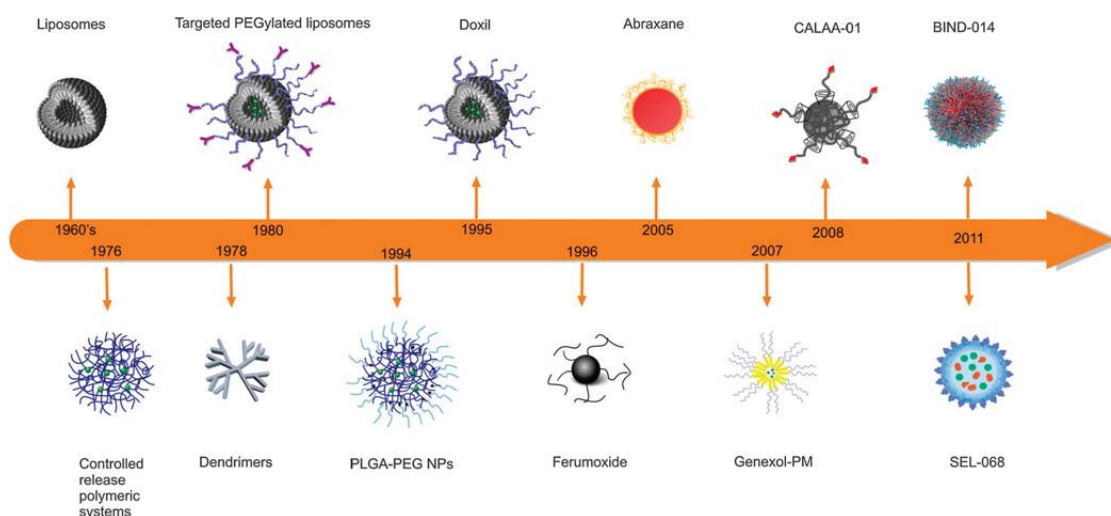 Liposomes
Targeted PEGylated liposomes
Doxil
Abraxane
CALAA-01
BIND-014
1960's
1980
1995
2005
2008
2011
1976
1978
1994
1996
2007
Controlled
release
polymeric
systems
Dendrimers
PLGA-PEG NPs
Ferumoxide
Genexol-PM
SEL-068